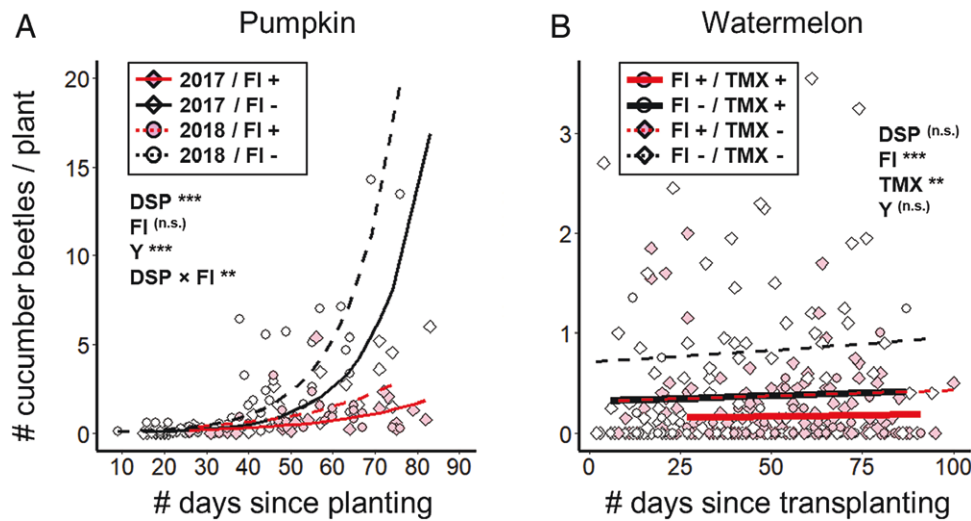 A
Pumpkin
# cucumber beetles / plant
20
15
10
5
0
2017 / FI +
2017 / FI -
2018 / FI +
2018 / FI -
DSP ***
FI (n.s.)
Y ***
DSP × FI **
10 20 30 40 50 60 70 80 90
# days since planting
B
Watermelon
3
2
1
0
FI + / TMX +
FI - / TMX +
FI + / TMX -
FI - / TMX -
DSP (n.s.)
FI ***
TMX **
Y (n.s.)
0 25 50 75 100
# days since transplanting